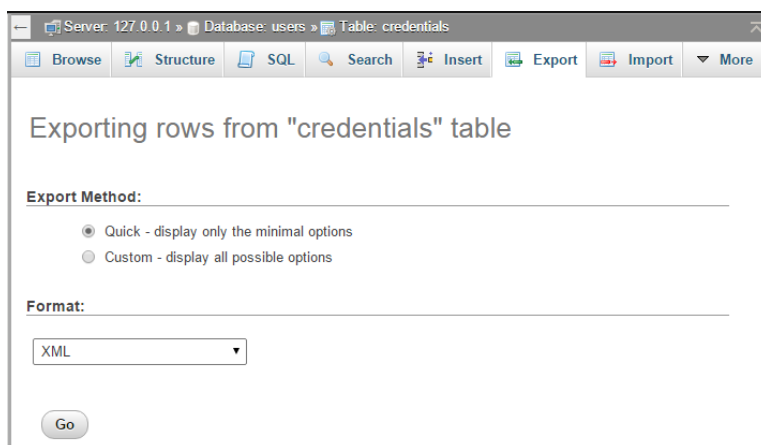 Server: 127.0.0.1 » Database: users » Table: credentials
Browse Structure SQL Search Insert Export Import More
Exporting rows from "credentials" table
Export Method:
Quick - display only the minimal options
Custom - display all possible options
Format:
XML
Go